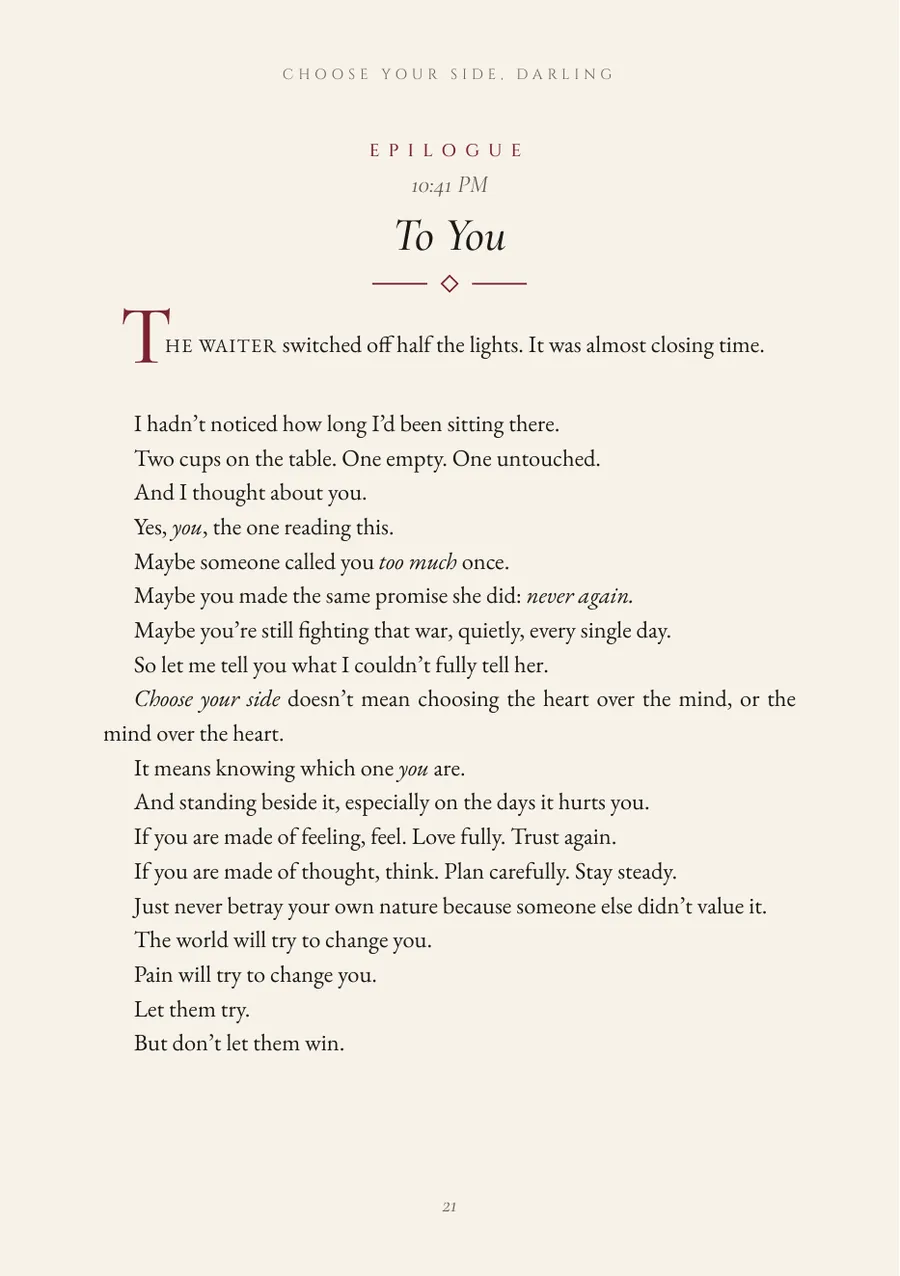 CHOOSE YOUR SIDE, DARLING
EPILOGUE
10:41 PM
To You
THE WAITER switched off half the lights. It was almost closing time.
I hadn’t noticed how long I’d been sitting there.
Two cups on the table. One empty. One untouched.
And I thought about you.
Yes, you, the one reading this.
Maybe someone called you too much once.
Maybe you made the same promise she did: never again.
Maybe you’re still fighting that war, quietly, every single day.
So let me tell you what I couldn’t fully tell her.
Choose your side doesn’t mean choosing the heart over the mind, or the
mind over the heart.
It means knowing which one you are.
And standing beside it, especially on the days it hurts you.
If you are made of feeling, feel. Love fully. Trust again.
If you are made of thought, think. Plan carefully. Stay steady.
Just never betray your own nature because someone else didn’t value it.
The world will try to change you.
Pain will try to change you.
Let them try.
But don’t let them win.
21